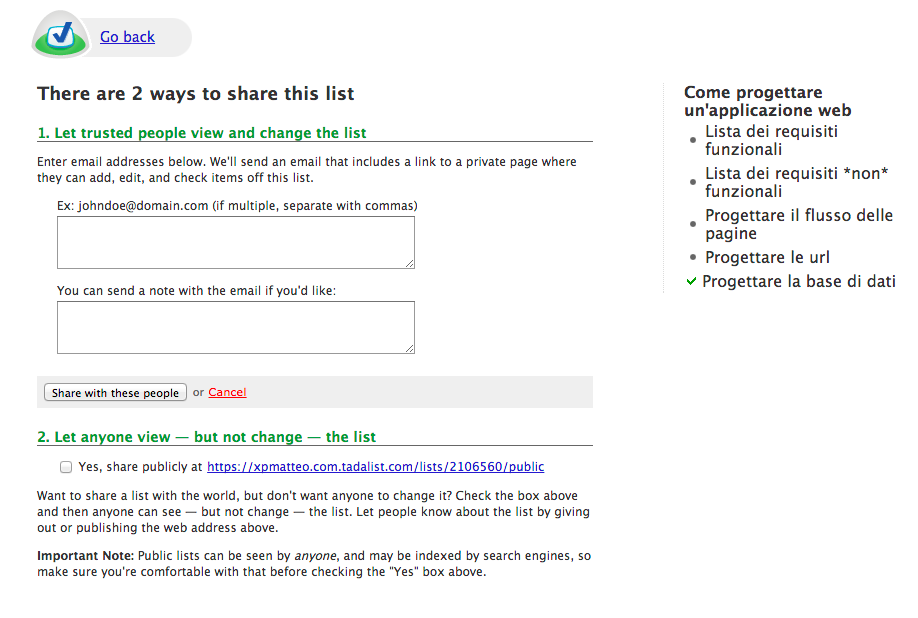 Go back
There are 2 ways to share this list
1. Let trusted people view and change the list
Enter email addresses below. We'll send an email that includes a link to a private page where
they can add, edit, and check items off this list.
Ex: johndoe@domain.com (if multiple, separate with commas)
You can send a note with the email if you'd like:
Share with these people or Cancel
2. Let anyone view — but not change — the list
Yes, share publicly at https://xpmatteo.com.tadalist.com/lists/2106560/public
Want to share a list with the world, but don't want anyone to change it? Check the box above
and then anyone can see — but not change — the list. Let people know about the list by giving
out or publishing the web address above.
Important Note: Public lists can be seen by anyone, and may be indexed by search engines, so
make sure you're comfortable with that before checking the "Yes" box above.
Come progettare
un'applicazione web
Lista dei requisiti
funzionali
Lista dei requisiti *non*
funzionali
Progettare il flusso delle
pagine
Progettare le url
Progettare la base di dati